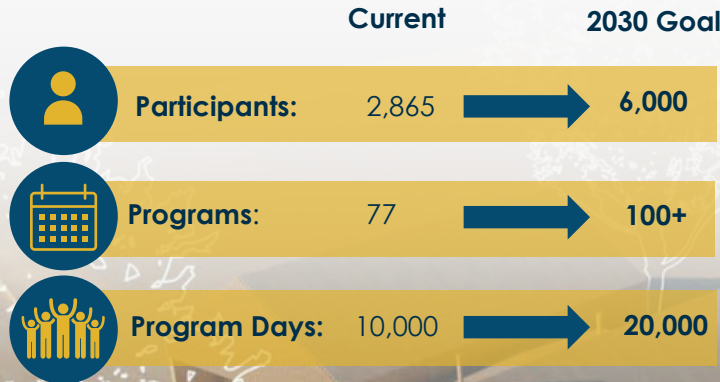 Current 2030 Goal
Participants: 2,865 6,000
Programs: 77 100+
Program Days: 10,000 20,000